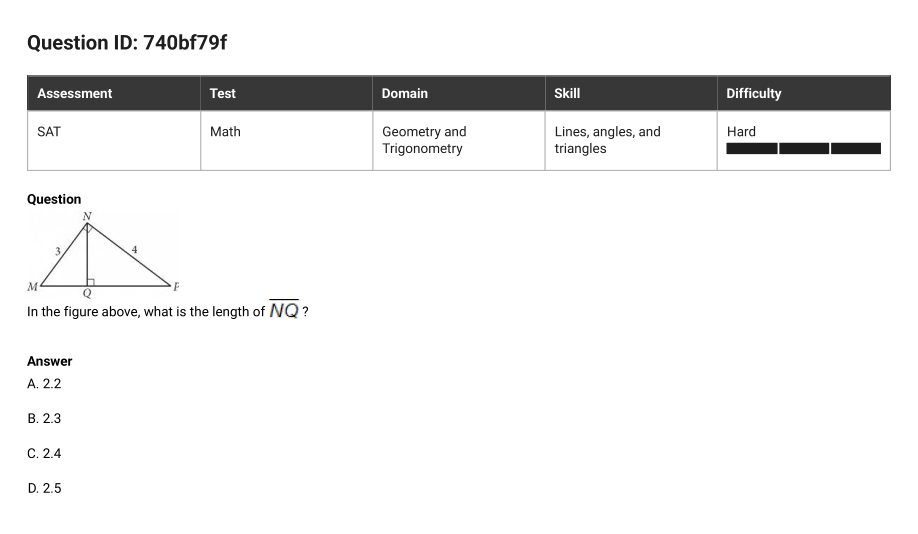 Question ID: 740bf79f
Assessment Test Domain Skill Difficulty
SAT Math Geometry and Trigonometry Lines, angles, and triangles Hard
Question
N
3 4
M P
Q
In the figure above, what is the length of NQ ?
Answer
A. 2.2
B. 2.3
C. 2.4
D. 2.5